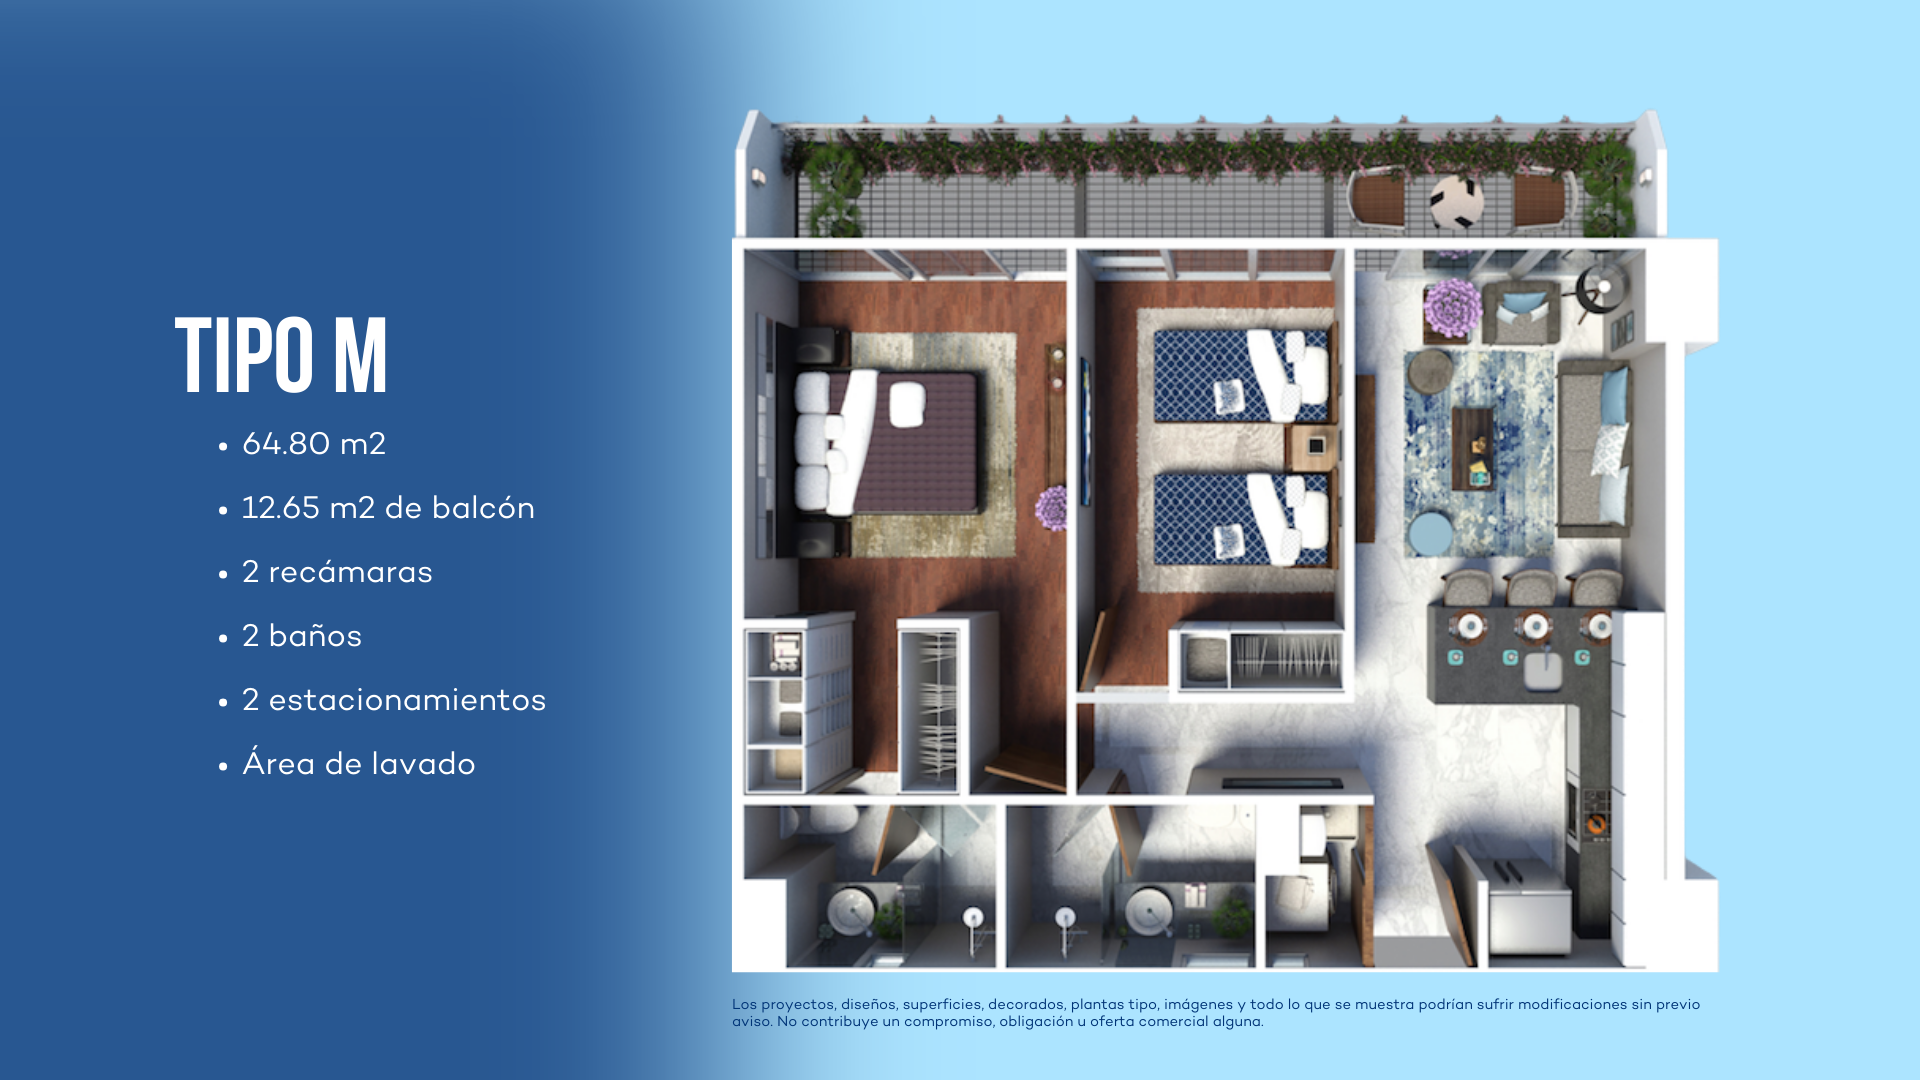 TIPO M
• 64.80 m2
• 12.65 m2 de balcón
• 2 recámaras
• 2 baños
• 2 estacionamientos
• Área de lavado
Los proyectos, diseños, superficies, decorados, plantas tipo, imágenes y todo lo que se muestra podrían sufrir modificaciones sin previo
aviso. No contribuye un compromiso, obligación u oferta comercial alguna.